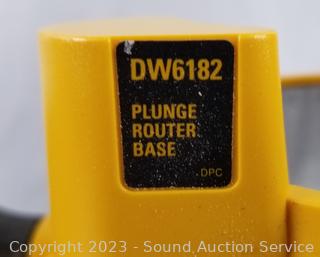 DW6182
PLUNGE
ROUTER
BASE
DPC
Copyright 2023 - Sound Auction Service